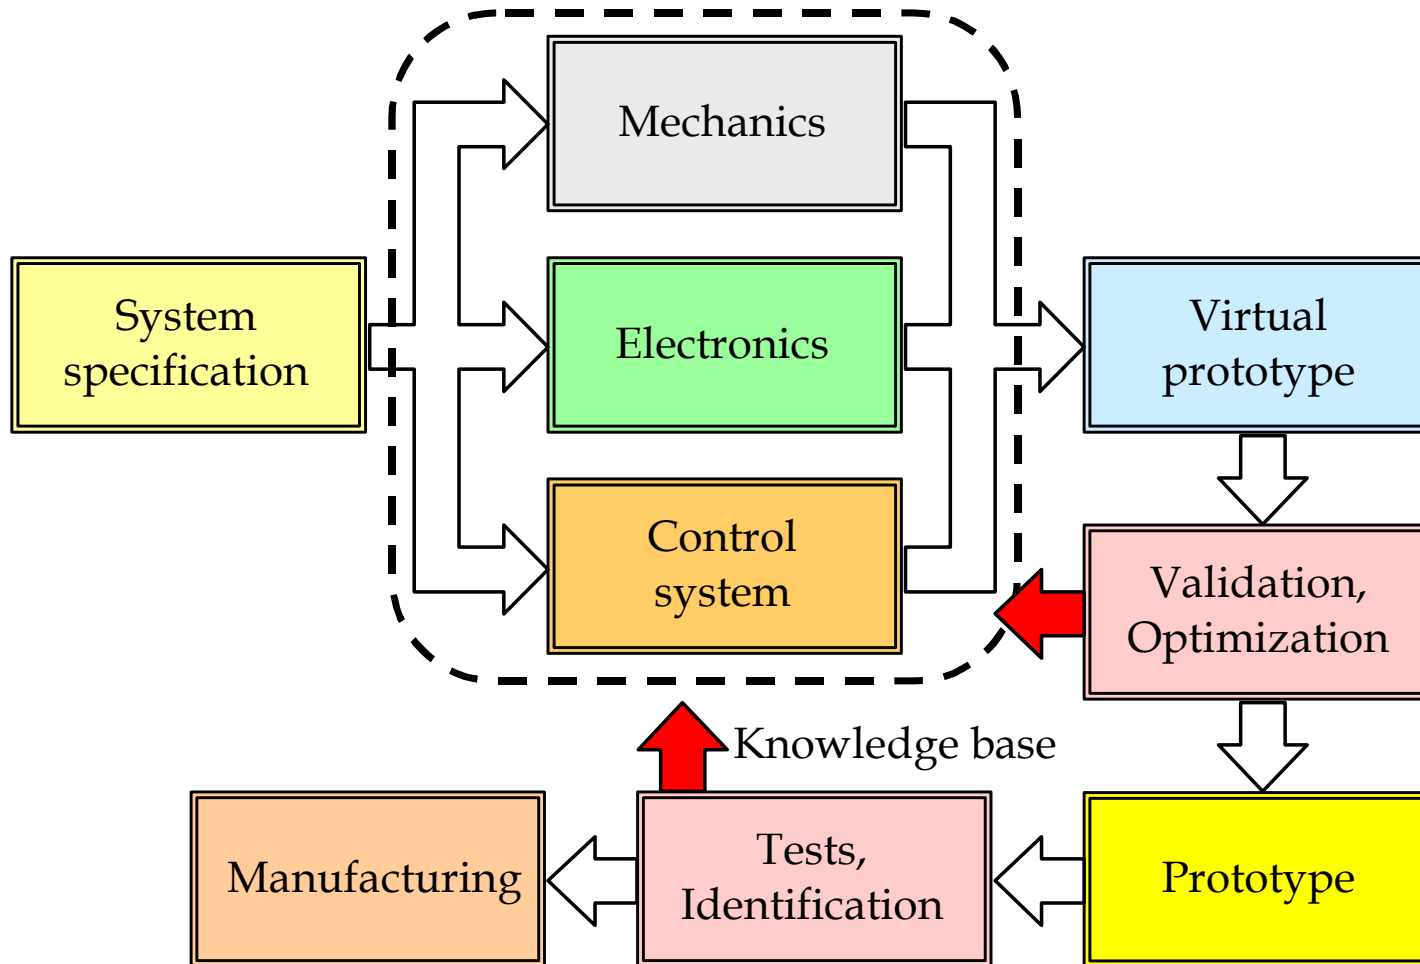 Mechanics
System
specification
Electronics
Virtual
prototype
Control
system
Validation,
Optimization
Knowledge base
Manufacturing
Tests,
Identification
Prototype